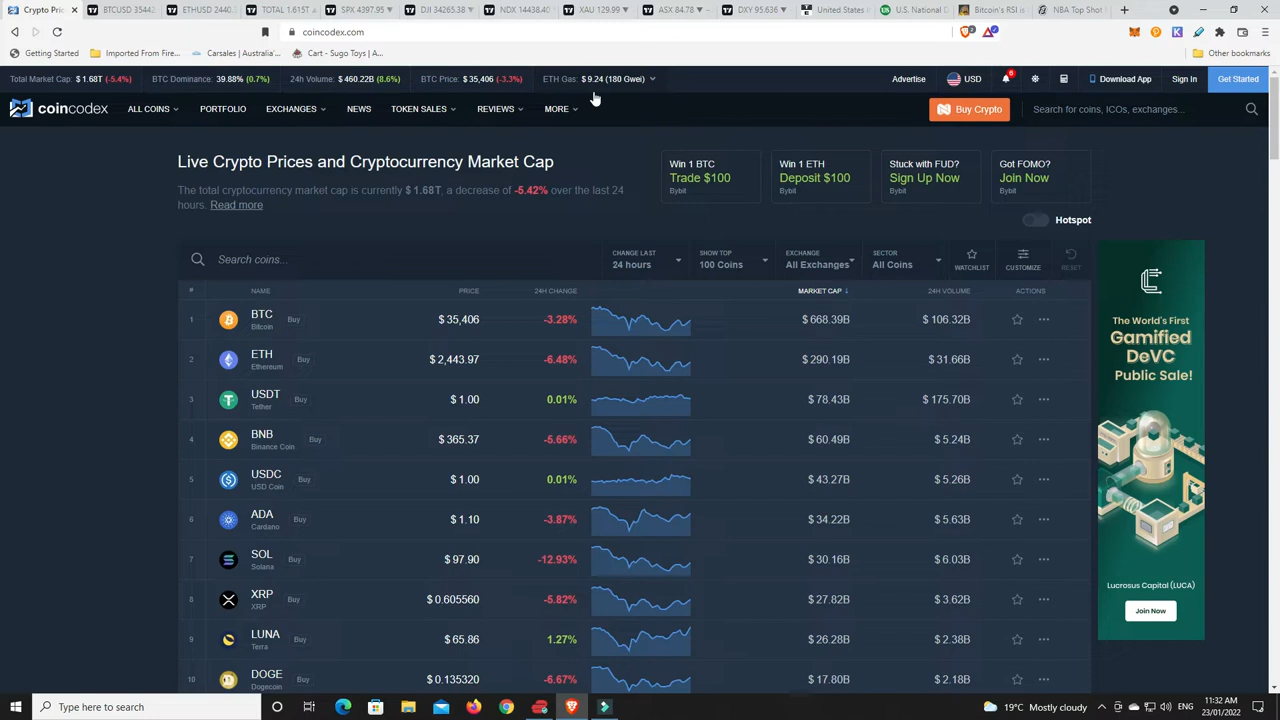 Crypto Pric
BTCUSD 3542
ETHUSD 2440.
TOTAL 1.615T
SPX 4397.95
DJI 34265.38
NDX 14438.40
XAU 129.99
ASX 84.78
DXY 95.636
United States
U.S. National D
Bitcoin's RSI is
NBA Top Shot
coincodex.com
Getting Started
Imported From Fire...
Carsales | Australia'...
Cart - Sugo Toys | A...
Other bookmarks
Total Market Cap: $ 1.68T (-5.4%)
BTC Dominance: 39.88% (0.7%)
24h Volume: $ 460.22B (8.6%)
BTC Price: $ 35,406 (-3.3%)
ETH Gas: $ 9.24 (180 Gwei)
Advertise
USD
6
Download App
Sign In
Get Started
coincodex
ALL COINS
PORTFOLIO
EXCHANGES
NEWS
TOKEN SALES
REVIEWS
MORE
Buy Crypto
Search for coins, ICOs, exchanges...
Live Crypto Prices and Cryptocurrency Market Cap
The total cryptocurrency market cap is currently $ 1.68T, a decrease of -5.42% over the last 24
hours. Read more
Win 1 BTC
Trade $100
Bybit
Win 1 ETH
Deposit $100
Bybit
Stuck with FUD?
Sign Up Now
Bybit
Got FOMO?
Join Now
Bybit
Hotspot
Search coins...
CHANGE LAST
24 hours
SHOW TOP
100 Coins
EXCHANGE
All Exchanges
SECTOR
All Coins
WATCHLIST
CUSTOMIZE
RESET
# NAME PRICE 24H CHANGE MARKET CAP ↓ 24H VOLUME ACTIONS
1 BTC Buy $ 35,406 -3.28% $ 668.39B $ 106.32B
Bitcoin
2 ETH Buy $ 2,443.97 -6.48% $ 290.19B $ 31.66B
Ethereum
3 USDT Buy $ 1.00 0.01% $ 78.43B $ 175.70B
Tether
4 BNB Buy $ 365.37 -5.66% $ 60.49B $ 5.24B
Binance Coin
5 USDC Buy $ 1.00 0.01% $ 43.27B $ 5.26B
USD Coin
6 ADA Buy $ 1.10 -3.87% $ 34.22B $ 5.63B
Cardano
7 SOL Buy $ 97.90 -12.93% $ 30.16B $ 6.03B
Solana
8 XRP Buy $ 0.605560 -5.82% $ 27.82B $ 3.62B
XRP
9 LUNA Buy $ 65.86 1.27% $ 26.28B $ 2.38B
Terra
10 DOGE Buy $ 0.135320 -6.67% $ 17.80B $ 2.18B
Dogecoin
The World's First
Gamified
DeVC
Public Sale!
Lucrosus Capital (LUCA)
Join Now
Type here to search
19°C Mostly cloudy
ENG
11:32 AM
23/01/2022